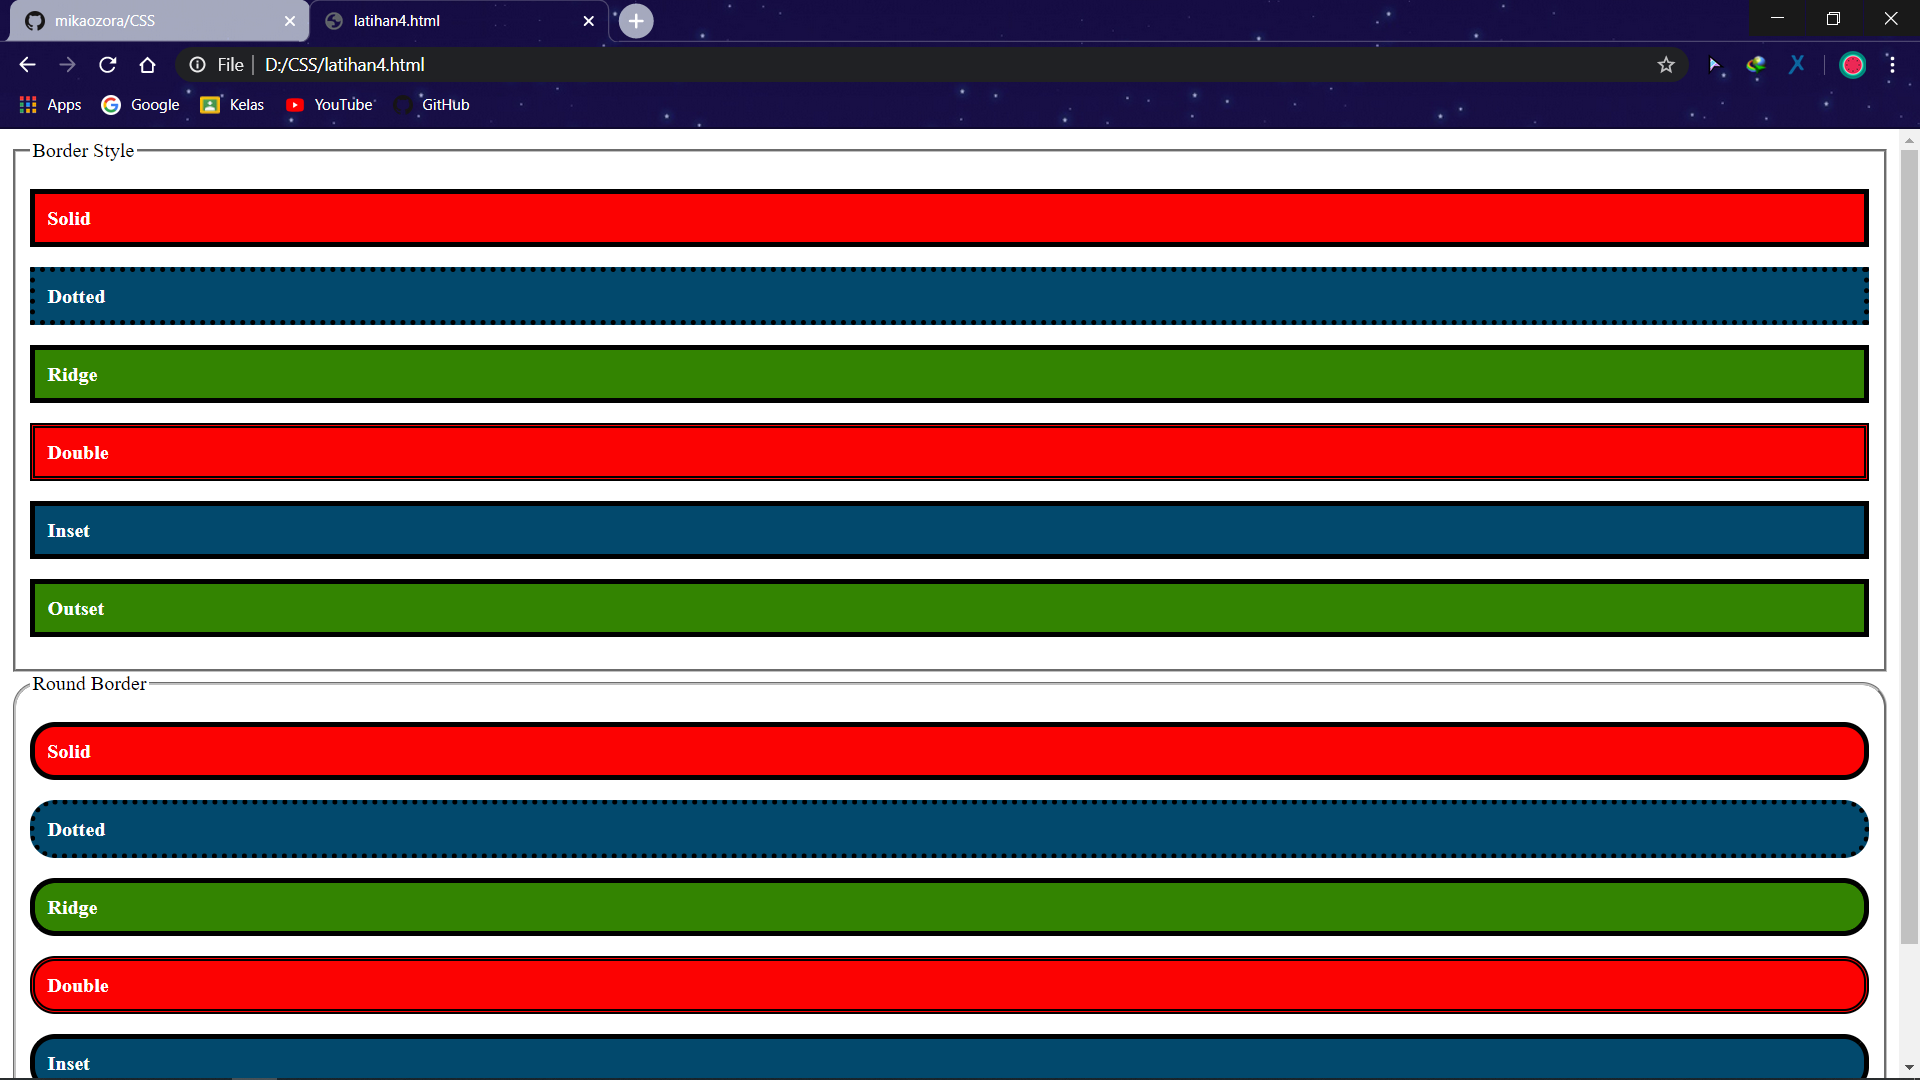 mikaozora/CSS
latihan4.html
File D:/CSS/latihan4.html
Apps Google Kelas YouTube GitHub
Border Style
Solid
Dotted
Ridge
Double
Inset
Outset
Round Border
Solid
Dotted
Ridge
Double
Inset